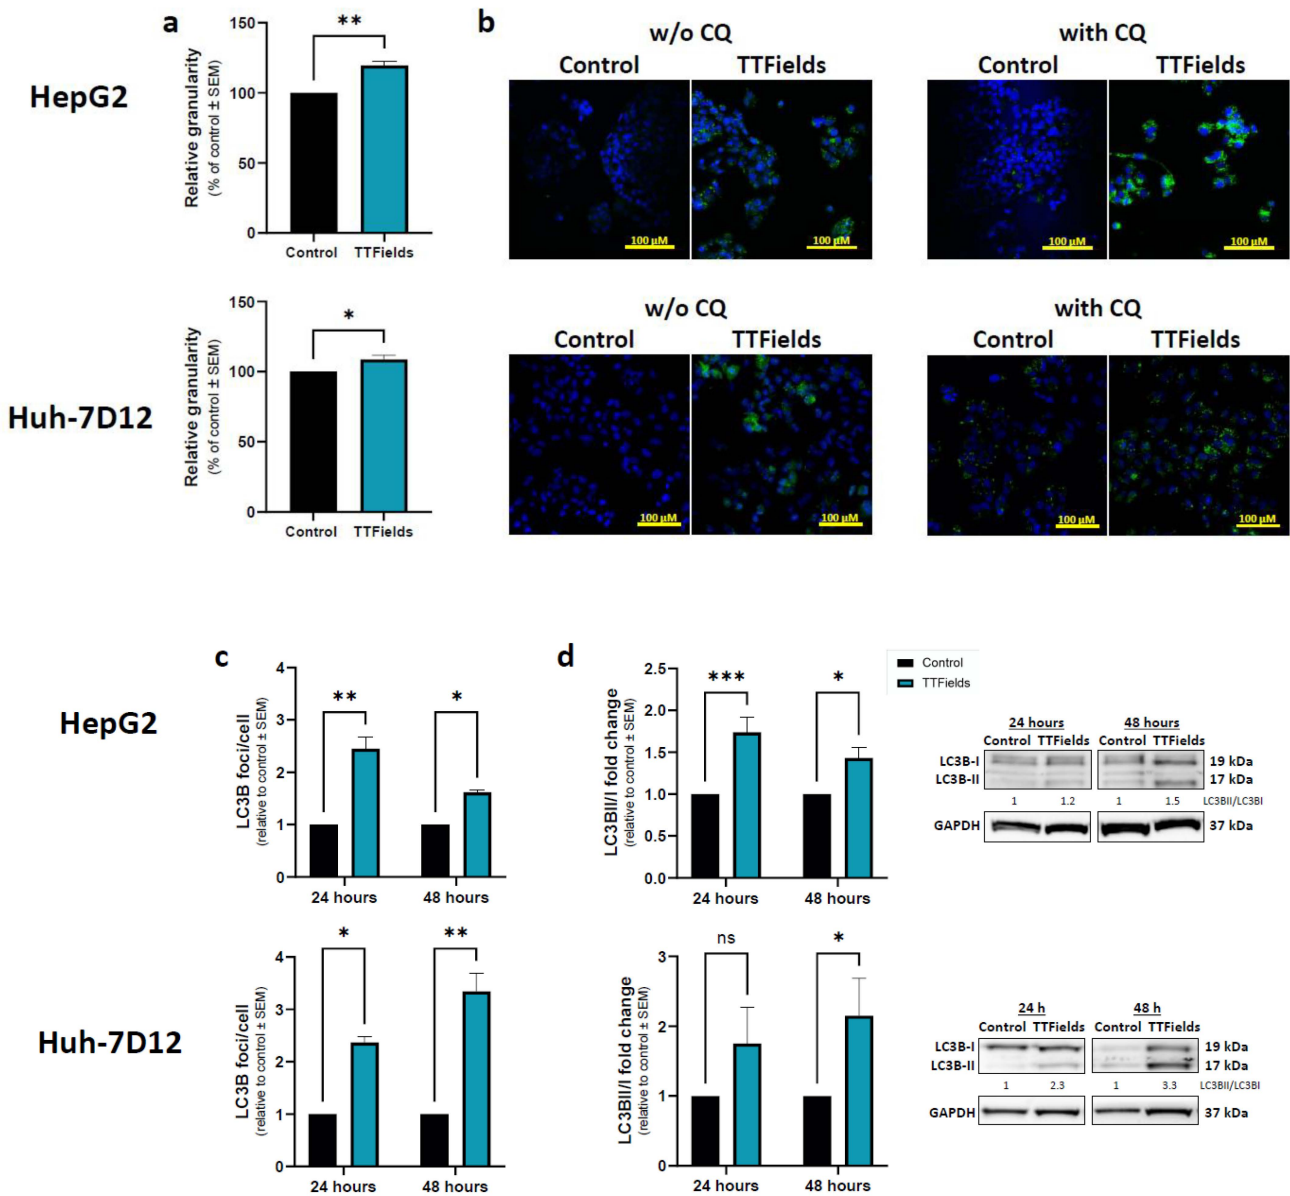 a
b
HepG2
Relative granularity
(% of control ± SEM)
150
100
50
0
**
Control TTFields
w/o CQ
Control TTFields
100 µM
100 µM
with CQ
Control TTFields
100 µM
100 µM
Huh-7D12
Relative granularity
(% of control ± SEM)
150
100
50
0
*
Control TTFields
w/o CQ
Control TTFields
100 µM
100 µM
with CQ
Control TTFields
100 µM
100 µM
c
d
HepG2
LC3B foci/cell
(relative to control ± SEM)
4
3
2
1
0
** *
24 hours 48 hours
LC3BII/I fold change
(relative to control ± SEM)
2.5
2.0
1.5
1.0
0.5
0.0
*** *
24 hours 48 hours
Control
TTFields
24 hours 48 hours
Control TTFields Control TTFields
LC3B-I 19 kDa
LC3B-II 17 kDa
1 1.2 1 1.5 LC3BII/LC3BI
GAPDH 37 kDa
Huh-7D12
LC3B foci/cell
(relative to control ± SEM)
4
3
2
1
0
* **
24 hours 48 hours
LC3BII/I fold change
(relative to control ± SEM)
3
2
1
0
ns *
24 hours 48 hours
24 h 48 h
Control TTFields Control TTFields
LC3B-I 19 kDa
LC3B-II 17 kDa
1 2.3 1 3.3 LC3BII/LC3BI
GAPDH 37 kDa